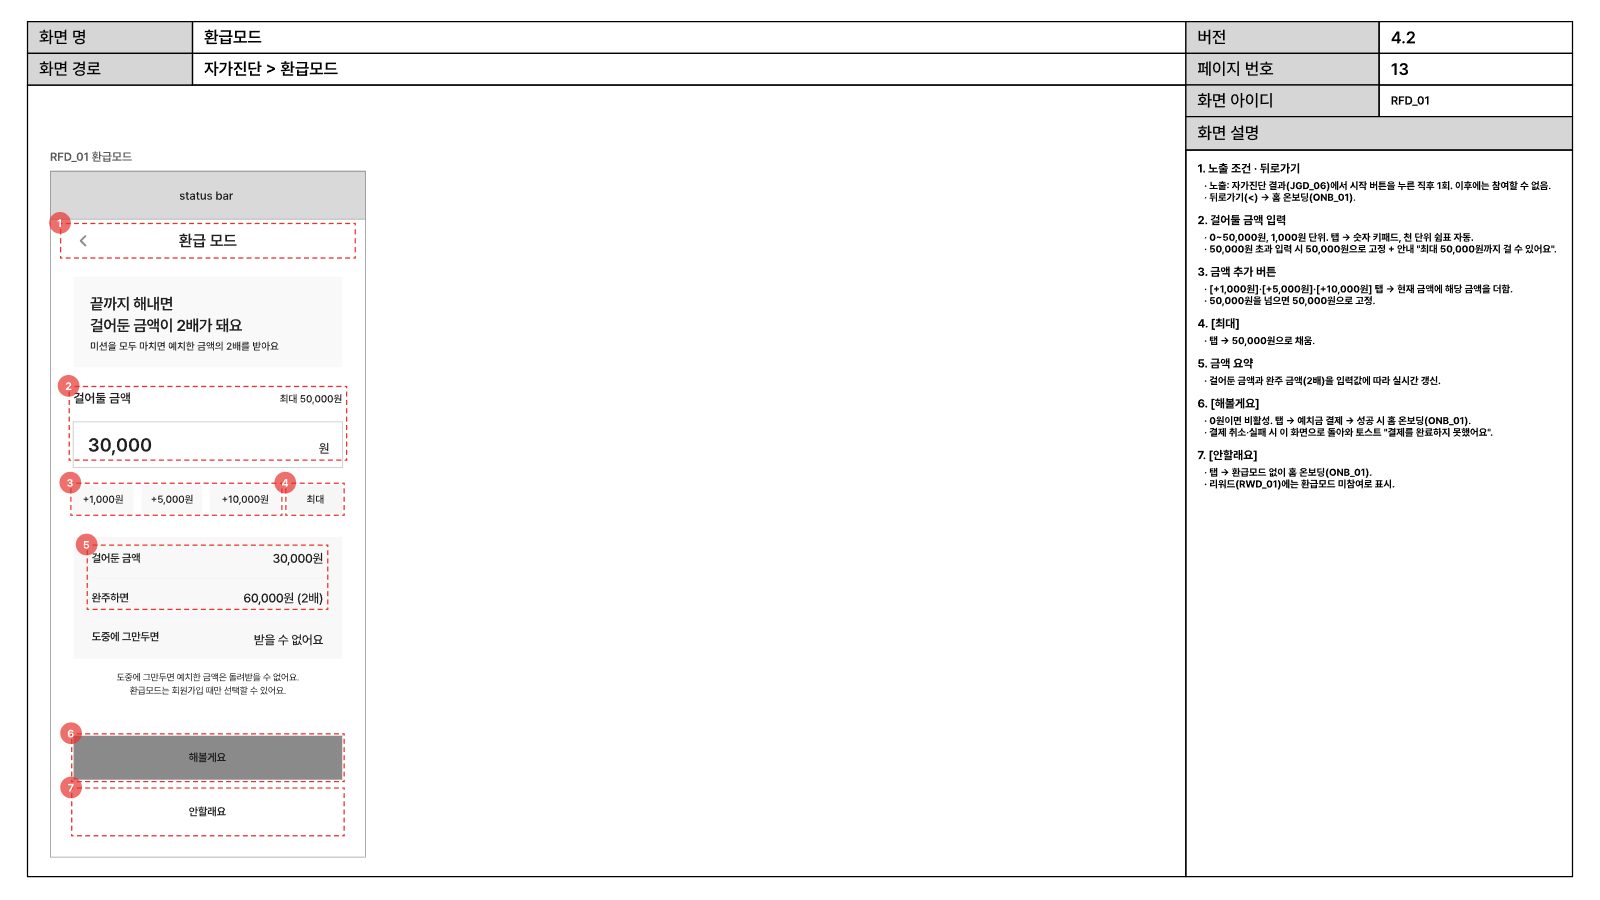 화면 명
환급모드
버전
4.2
화면 경로
자가진단 > 환급모드
페이지 번호
13
화면 아이디
RFD_01
화면 설명
RFD_01 환급모드
status bar
1
환급 모드
끝까지 해내면
걸어둔 금액이 2배가 돼요
미션을 모두 마치면 예치한 금액의 2배를 받아요
2
걸어둘 금액
최대 50,000원
30,000
원
3
4
+1,000원
+5,000원
+10,000원
최대
5
걸어둔 금액
30,000원
완주하면
60,000원 (2배)
도중에 그만두면
받을 수 없어요
도중에 그만두면 예치한 금액은 돌려받을 수 없어요.
환급모드는 회원가입 때만 선택할 수 있어요.
6
해볼게요
7
안할래요
1. 노출 조건 · 뒤로가기
· 노출: 자가진단 결과(JGD_06)에서 시작 버튼을 누른 직후 1회. 이후에는 참여할 수 없음.
· 뒤로가기(<) → 홈 온보딩(ONB_01).
2. 걸어둘 금액 입력
· 0~50,000원, 1,000원 단위. 탭 → 숫자 키패드, 천 단위 쉼표 자동.
· 50,000원 초과 입력 시 50,000원으로 고정 + 안내 "최대 50,000원까지 걸 수 있어요".
3. 금액 추가 버튼
· [+1,000원]·[+5,000원]·[+10,000원] 탭 → 현재 금액에 해당 금액을 더함.
· 50,000원을 넘으면 50,000원으로 고정.
4. [최대]
· 탭 → 50,000원으로 채움.
5. 금액 요약
· 걸어둔 금액과 완주 금액(2배)을 입력값에 따라 실시간 갱신.
6. [해볼게요]
· 0원이면 비활성. 탭 → 예치금 결제 → 성공 시 홈 온보딩(ONB_01).
· 결제 취소·실패 시 이 화면으로 돌아와 토스트 "결제를 완료하지 못했어요".
7. [안할래요]
· 탭 → 환급모드 없이 홈 온보딩(ONB_01).
· 리워드(RWD_01)에는 환급모드 미참여로 표시.